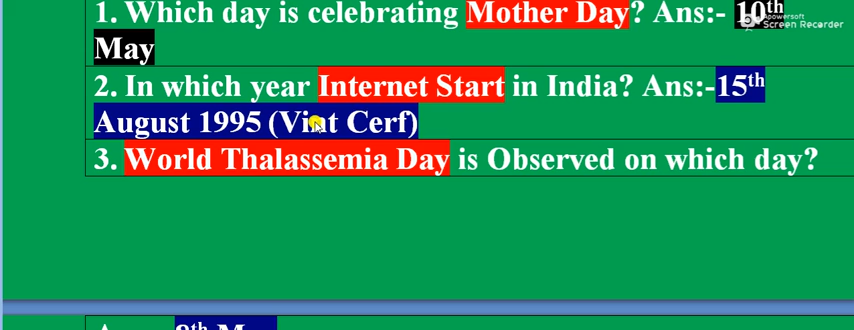 1. Which day is celebrating Mother Day? Ans:- 10th
Apowersoft
Screen Recorder
May
2. In which year Internet Start in India? Ans:-15th
August 1995 (Vint Cerf)
3. World Thalassemia Day is Observed on which day?